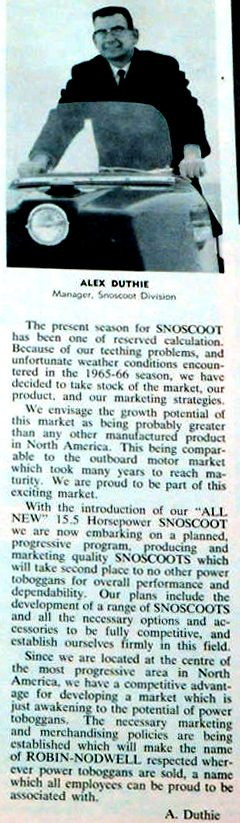 ALEX DUTHIE
Manager, Snoscoot Division
The present season for SNOSCOOT
has been one of reserved calculation.
Because of our teething problems, and
unfortunate weather conditions encoun-
tered in the 1965-66 season, we have
decided to take stock of the market, our
product, and our marketing strategies.
We envisage the growth potential of
this market as being probably greater
than any other manufactured product
in North America. This being compar-
able to the outboard motor market
which took many years to reach ma-
turity. We are proud to be part of this
exciting market.
With the introduction of our "ALL
NEW" 15.5 Horsepower SNOSCOOT
we are now embarking on a planned,
progressive program, producing and
marketing quality SNOSCOOTS which
will take second place to no other power
toboggans for overall performance and
dependability. Our plans include the
development of a range of SNOSCOOTS
and all the necessary options and ac-
cessories to be fully competitive, and
establish ourselves firmly in this field.
Since we are located at the centre of
the most progressive area in North
America, we have a competitive advant-
age for developing a market which is
just awakening to the potential of power
toboggans. The necessary marketing
and merchandising policies are being
established which will make the name
of ROBIN-NODWELL respected wher-
ever power toboggans are sold, a name
which all employees can be proud to be
associated with.
A. Duthie